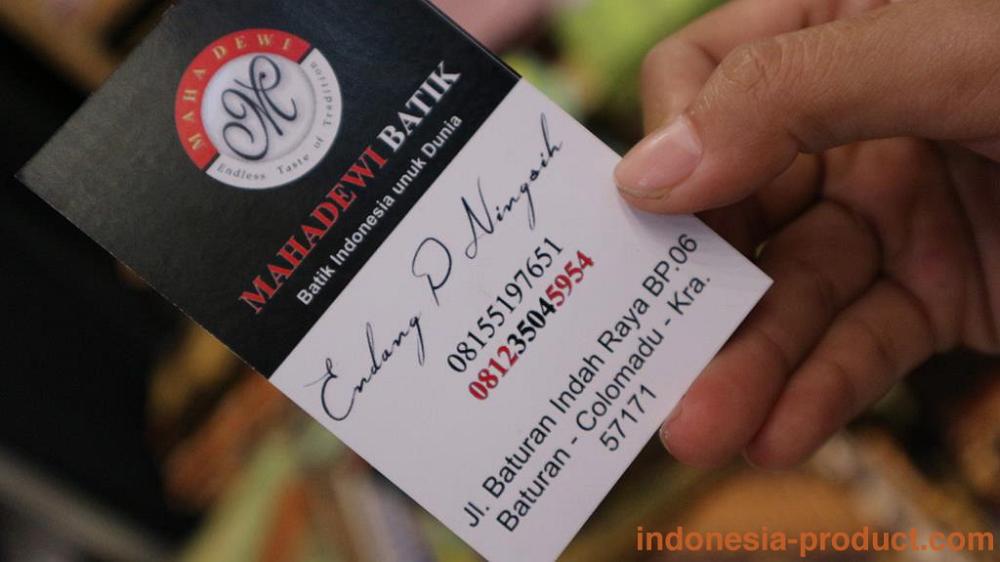 MAHADEWI
Endless Taste of Tradition
MAHADEWI BATIK
Batik Indonesia unuk Dunia
Endang D Ningsih
08155197651
081235045954
Jl. Baturan Indah Raya BP.06
Baturan - Colomadu - Kra.
57171
indonesia-product.com